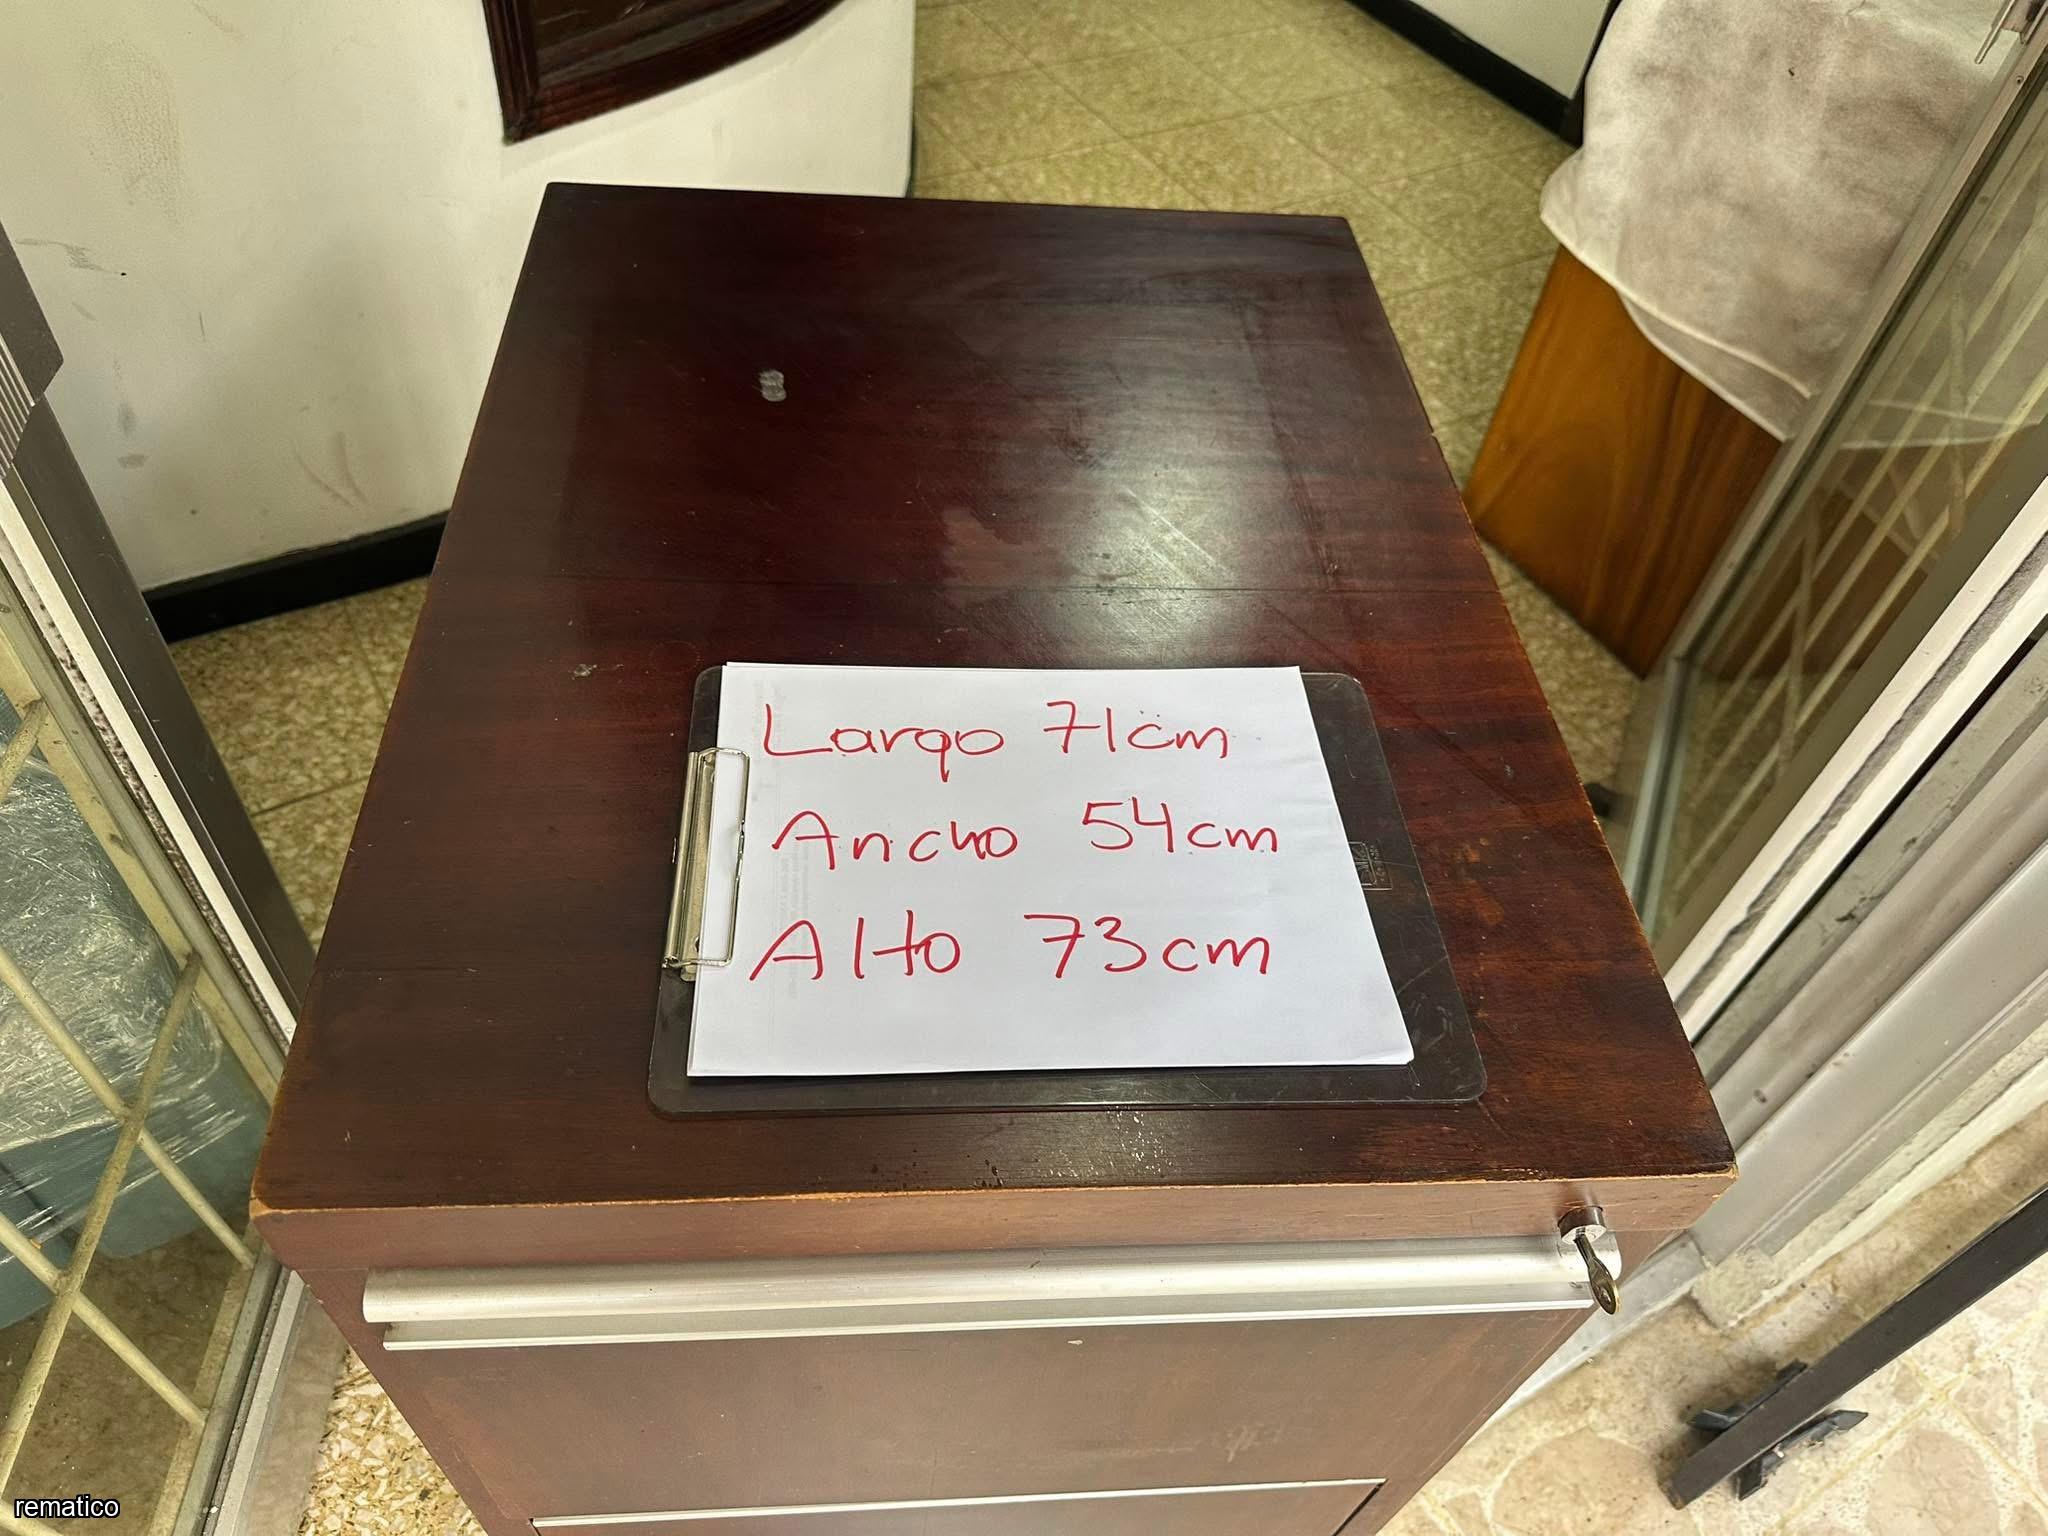 Largo 71cm
Ancho 54cm
Alto 73cm
rematico